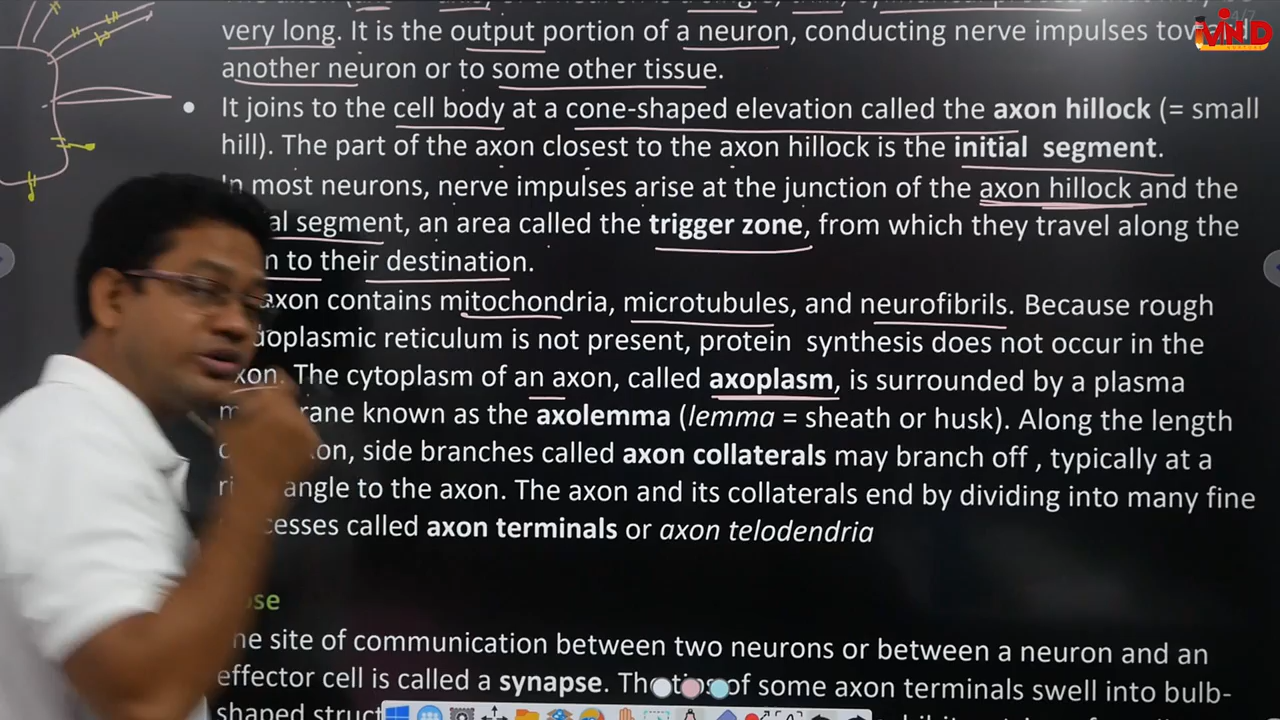 very long. It is the output portion of a neuron, conducting nerve impulses
another neuron or to some other tissue.
• It joins to the cell body at a cone-shaped elevation called the axon hillock (= small
hill). The part of the axon closest to the axon hillock is the initial segment.
In most neurons, nerve impulses arise at the junction of the axon hillock and the
segment, an area called the trigger zone, from which they travel along the
to their destination.
axon contains mitochondria, microtubules, and neurofibrils. Because rough
reticulum is not present, protein synthesis does not occur in the
The cytoplasm of an axon, called axoplasm, is surrounded by a plasma
known as the axolemma (lemma = sheath or husk). Along the length
side branches called axon collaterals may branch off , typically at a
angle to the axon. The axon and its collaterals end by dividing into many fine
called axon terminals or axon telodendria
site of communication between two neurons or between a neuron and an
effector cell is called a synapse. The tips of some axon terminals swell into bulb-
shaped